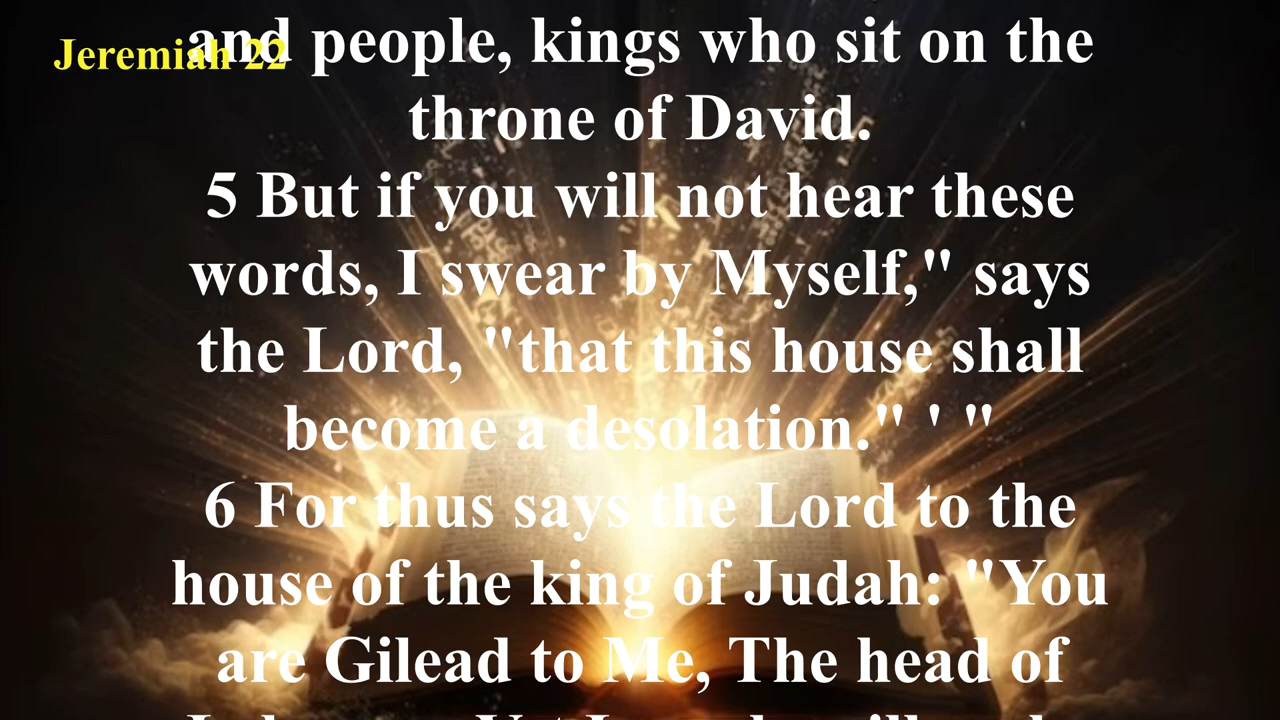 Jeremiah 22
and people, kings who sit on the
throne of David.
5 But if you will not hear these
words, I swear by Myself," says
the Lord, "that this house shall
become a desolation." ' "
6 For thus says the Lord to the
house of the king of Judah: "You
are Gilead to Me, The head of